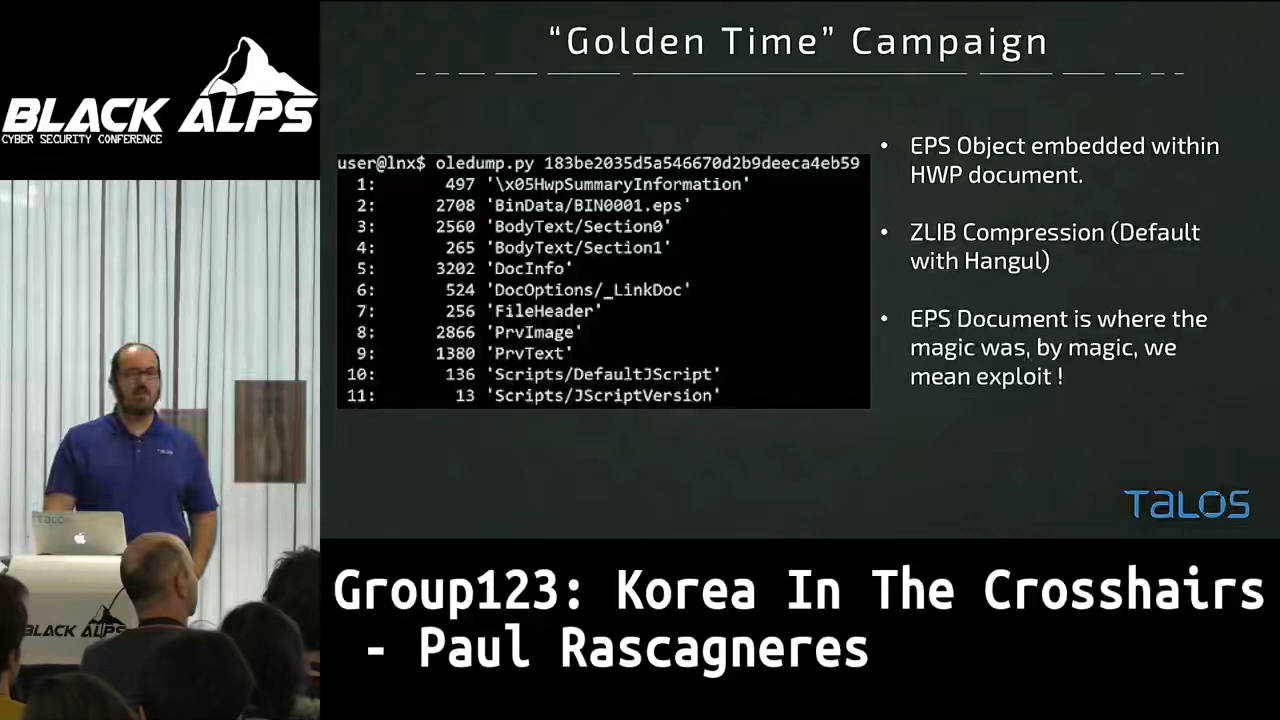 BLACK ALPS
CYBER SECURITY CONFERENCE
"Golden Time" Campaign
user@lnx$ oledump.py 183be2035d5a546670d2b9deeca4eb59
1: 497 '\x05HwpSummaryInformation'
2: 2708 'BinData/BIN0001.eps'
3: 2560 'BodyText/Section0'
4: 265 'BodyText/Section1'
5: 3202 'DocInfo'
6: 524 'DocOptions/_LinkDoc'
7: 256 'FileHeader'
8: 2866 'PrvImage'
9: 1380 'PrvText'
10: 136 'Scripts/DefaultJScript'
11: 13 'Scripts/JScriptVersion'
• EPS Object embedded within
HWP document.
• ZLIB Compression (Default
with Hangul)
• EPS Document is where the
magic was, by magic, we
mean exploit !
TALOS
TALOS
TALOS
BLACK ALPS
Group123: Korea In The Crosshairs
- Paul Rascagneres